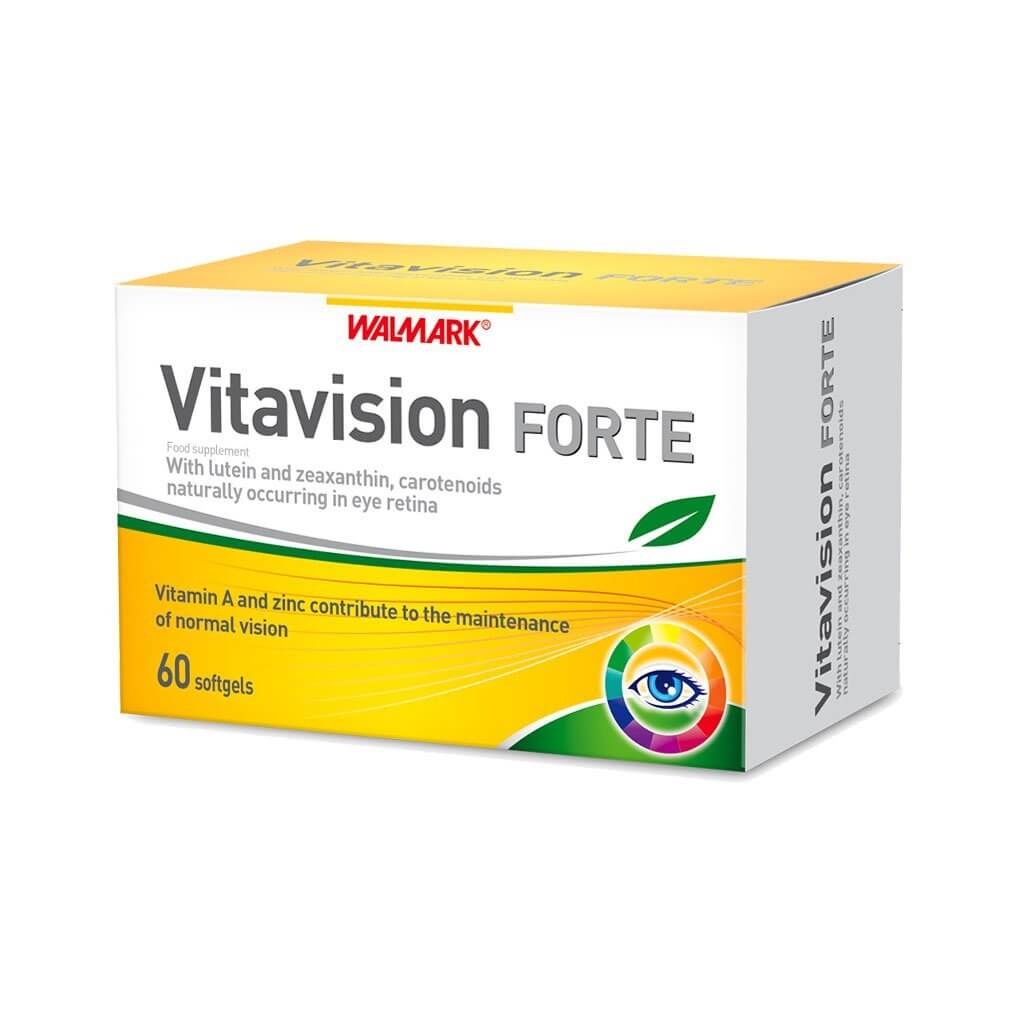 Vitavision FORTE
WALMARK®
Vitavision FORTE
Food supplement
With lutein and zeaxanthin, carotenoids
naturally occurring in eye retina
Vitamin A and zinc contribute to the maintenance
of normal vision
60 softgels
Vitavision FORTE
With lutein and zeaxanthin, carotenoids
naturally occurring in eye retina